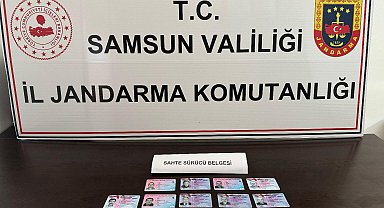 T.C.
SAMSUN VALİLİĞİ
İL JANDARMA KOMUTANLIĞI
JANDARMA
SAHTE SÜRÜCÜ BELGESİ